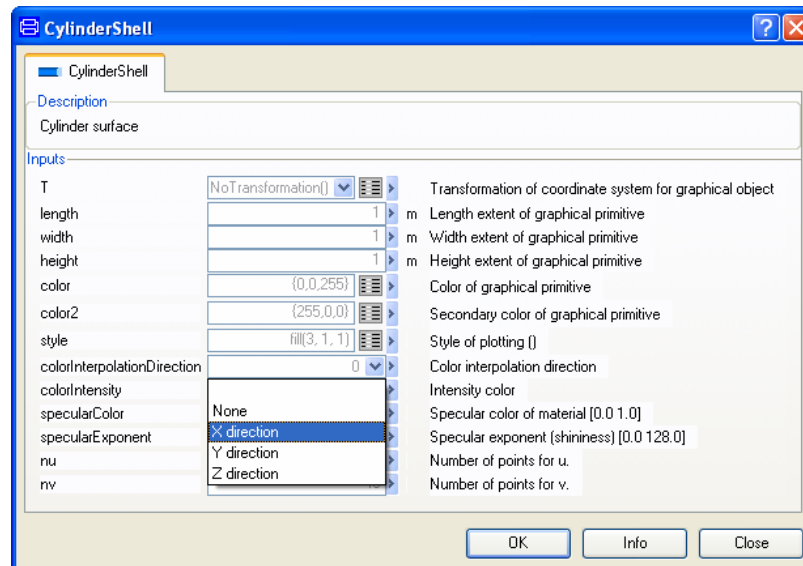 CylinderShell
CylinderShell
Description
Cylinder surface
Inputs
T NoTransformation() Transformation of coordinate system for graphical object
length 1 m Length extent of graphical primitive
width 1 m Width extent of graphical primitive
height 1 m Height extent of graphical primitive
color {0,0,255} Color of graphical primitive
color2 {255,0,0} Secondary color of graphical primitive
style fill(3, 1, 1) Style of plotting ()
colorInterpolationDirection 0 Color interpolation direction
colorIntensity Intensity color
specularColor None Specular color of material [0.0 1.0]
specularExponent X direction Specular exponent (shininess) [0.0 128.0]
nu Y direction Number of points for u.
nv Z direction Number of points for v.
OK Info Close